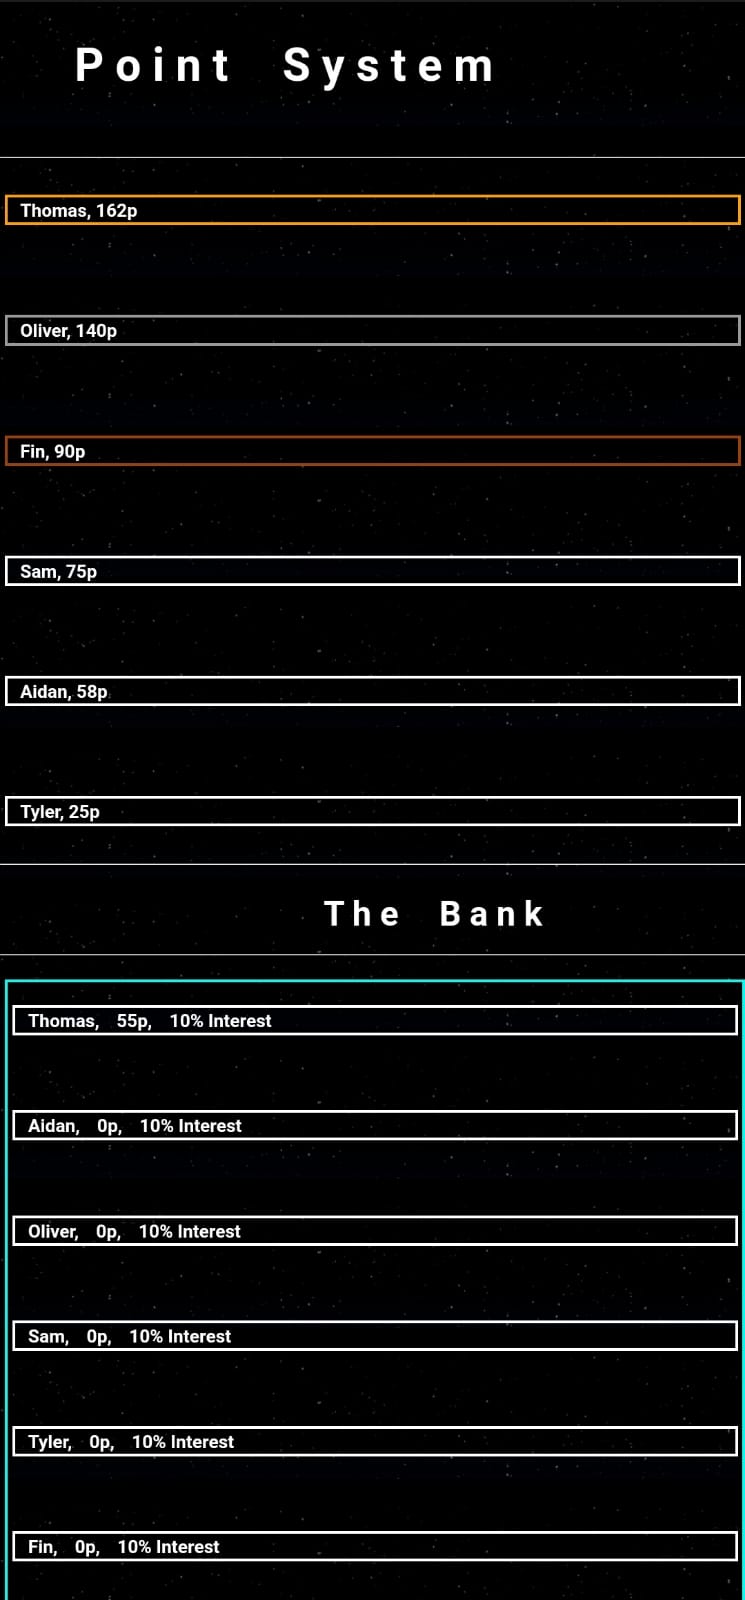 Point System
Thomas, 162p
Oliver, 140p
Fin, 90p
Sam, 75p
Aidan, 58p
Tyler, 25p
The Bank
Thomas, 55p, 10% Interest
Aidan, 0p, 10% Interest
Oliver, 0p, 10% Interest
Sam, 0p, 10% Interest
Tyler, 0p, 10% Interest
Fin, 0p, 10% Interest